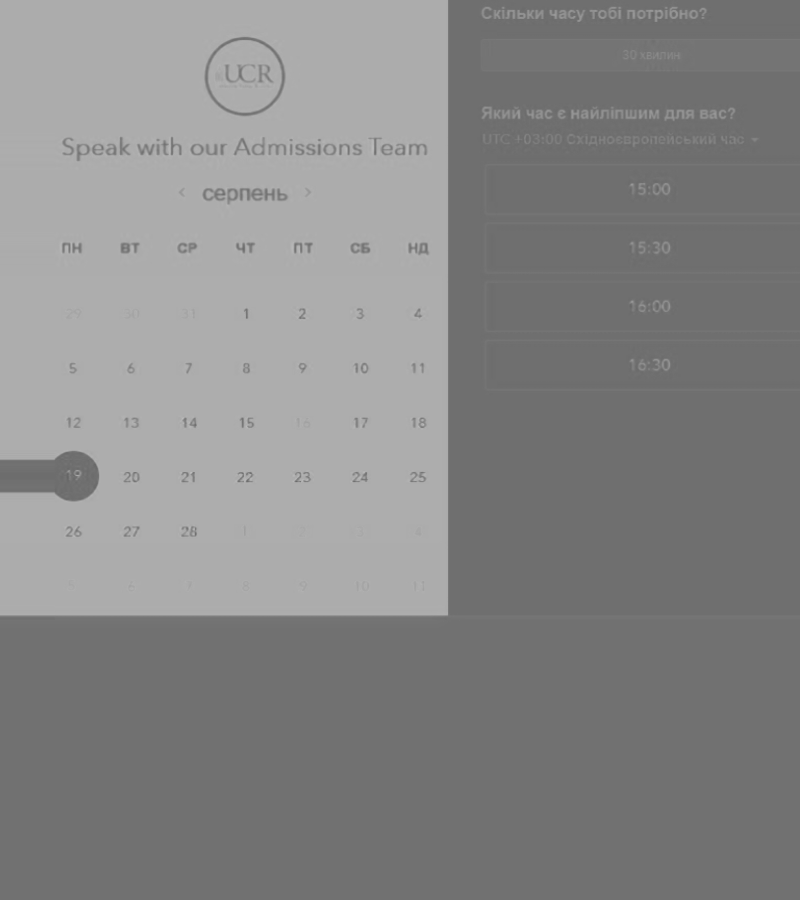 UCR
Speak with our Admissions Team
< серпень >
ПН ВТ СР ЧТ ПТ СБ НД
29 30 31 1 2 3 4
5 6 7 8 9 10 11
12 13 14 15 16 17 18
19 20 21 22 23 24 25
26 27 28 1
5 6 7 8 9 10 11
Скільки часу тобі потрібно?
30 хвилин
Який час є найліпшим для вас?
UTC +03:00 Східноєвропейський час
15:00
15:30
16:00
16:30